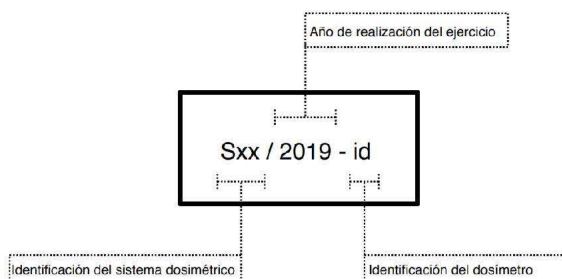 Año de realización del ejercicio
Sxx / 2019 - id
Identificación del sistema dosimétrico
Identificación del dosímetro